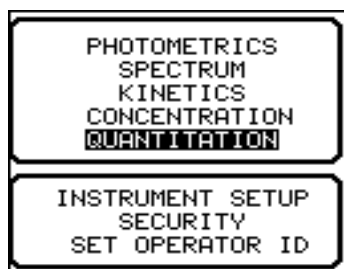 PHOTOMETRICS
SPECTRUM
KINETICS
CONCENTRATION
QUANTITATION
INSTRUMENT SETUP
SECURITY
SET OPERATOR ID